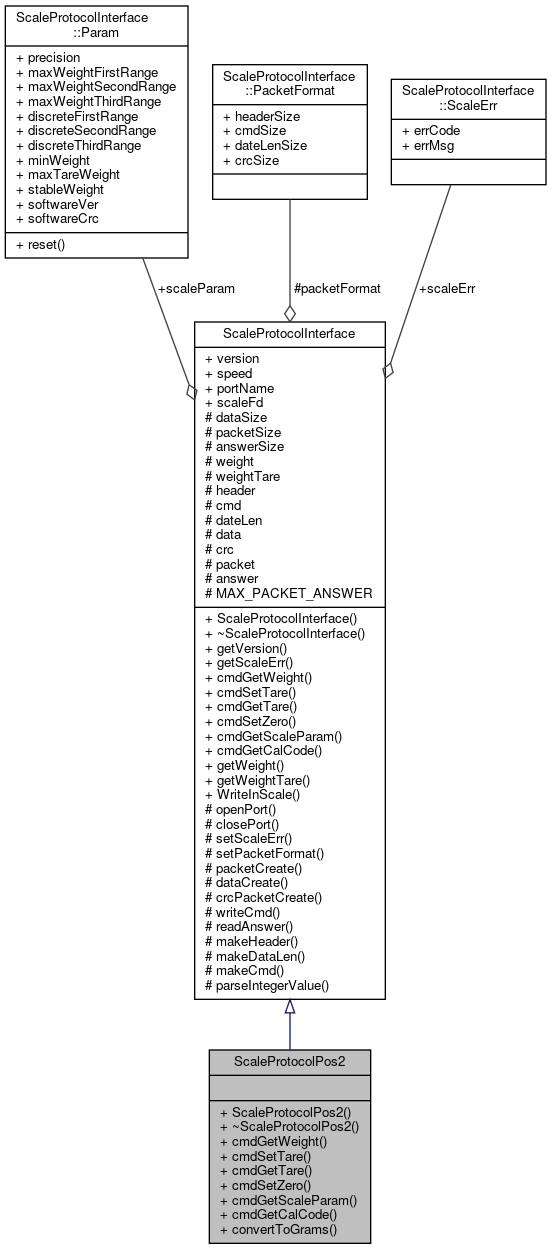 ScaleProtocolInterface
::Param
+ precision
+ maxWeightFirstRange
+ maxWeightSecondRange
+ maxWeightThirdRange
+ discreteFirstRange
+ discreteSecondRange
+ discreteThirdRange
+ minWeight
+ maxTareWeight
+ stableWeight
+ softwareVer
+ softwareCrc
+ reset()
ScaleProtocolInterface
::PacketFormat
+ headerSize
+ cmdSize
+ dateLenSize
+ crcSize
ScaleProtocolInterface
::ScaleErr
+ errCode
+ errMsg
+scaleParam
#packetFormat
+scaleErr
ScaleProtocolInterface
+ version
+ speed
+ portName
+ scaleFd
# dataSize
# packetSize
# answerSize
# weight
# weightTare
# header
# cmd
# dateLen
# data
# crc
# packet
# answer
# MAX_PACKET_ANSWER
+ ScaleProtocolInterface()
+ ~ScaleProtocolInterface()
+ getVersion()
+ getScaleErr()
+ cmdGetWeight()
+ cmdSetTare()
+ cmdGetTare()
+ cmdSetZero()
+ cmdGetScaleParam()
+ cmdGetCalCode()
+ getWeight()
+ getWeightTare()
+ WriteInScale()
# openPort()
# closePort()
# setScaleErr()
# setPacketFormat()
# packetCreate()
# dataCreate()
# crcPacketCreate()
# writeCmd()
# readAnswer()
# makeHeader()
# makeDataLen()
# makeCmd()
# parseIntegerValue()
ScaleProtocolPos2
+ ScaleProtocolPos2()
+ ~ScaleProtocolPos2()
+ cmdGetWeight()
+ cmdSetTare()
+ cmdGetTare()
+ cmdSetZero()
+ cmdGetScaleParam()
+ cmdGetCalCode()
+ convertToGrams()